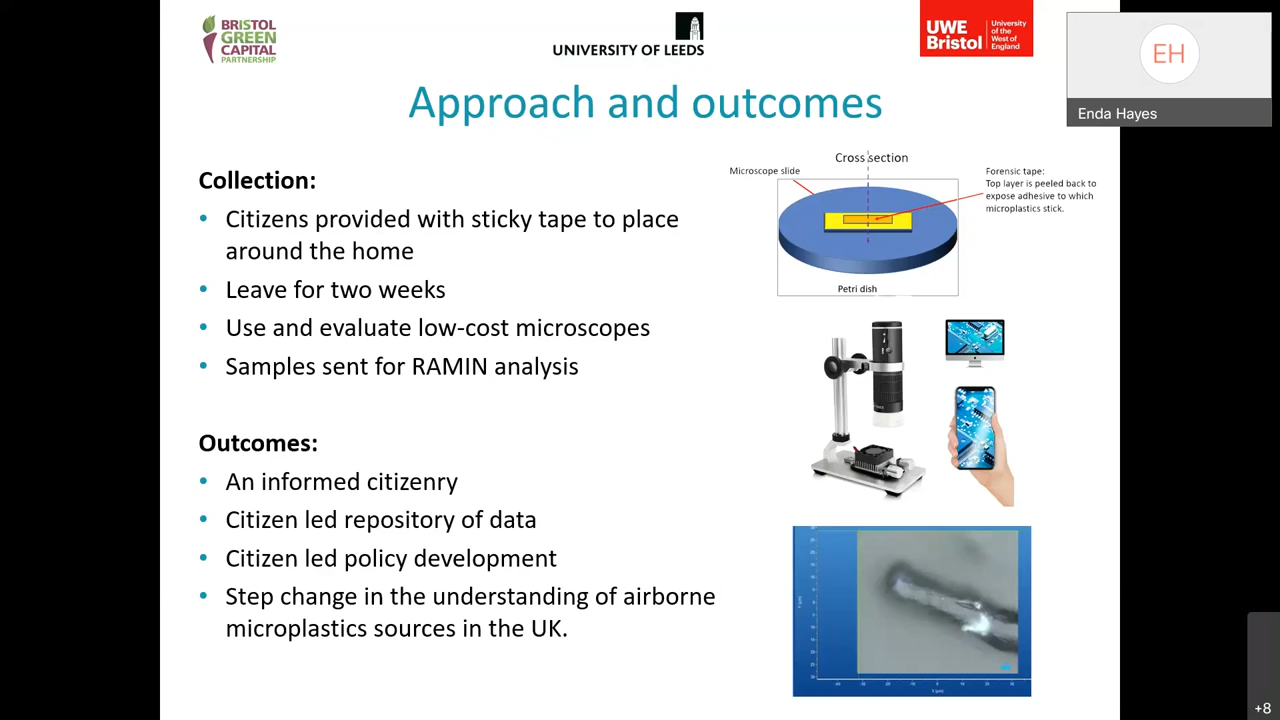 BRISTOL
GREEN
CAPITAL
PARTNERSHIP
UNIVERSITY OF LEEDS
UWE
Bristol
University
of the
West of
England
EH
Enda Hayes
Approach and outcomes
Collection:
• Citizens provided with sticky tape to place
around the home
• Leave for two weeks
• Use and evaluate low-cost microscopes
• Samples sent for RAMIN analysis
Outcomes:
• An informed citizenry
• Citizen led repository of data
• Citizen led policy development
• Step change in the understanding of airborne
microplastics sources in the UK.
Cross section
Microscope slide
Forensic tape:
Top layer is peeled back to
expose adhesive to which
microplastics stick.
Petri dish
+8